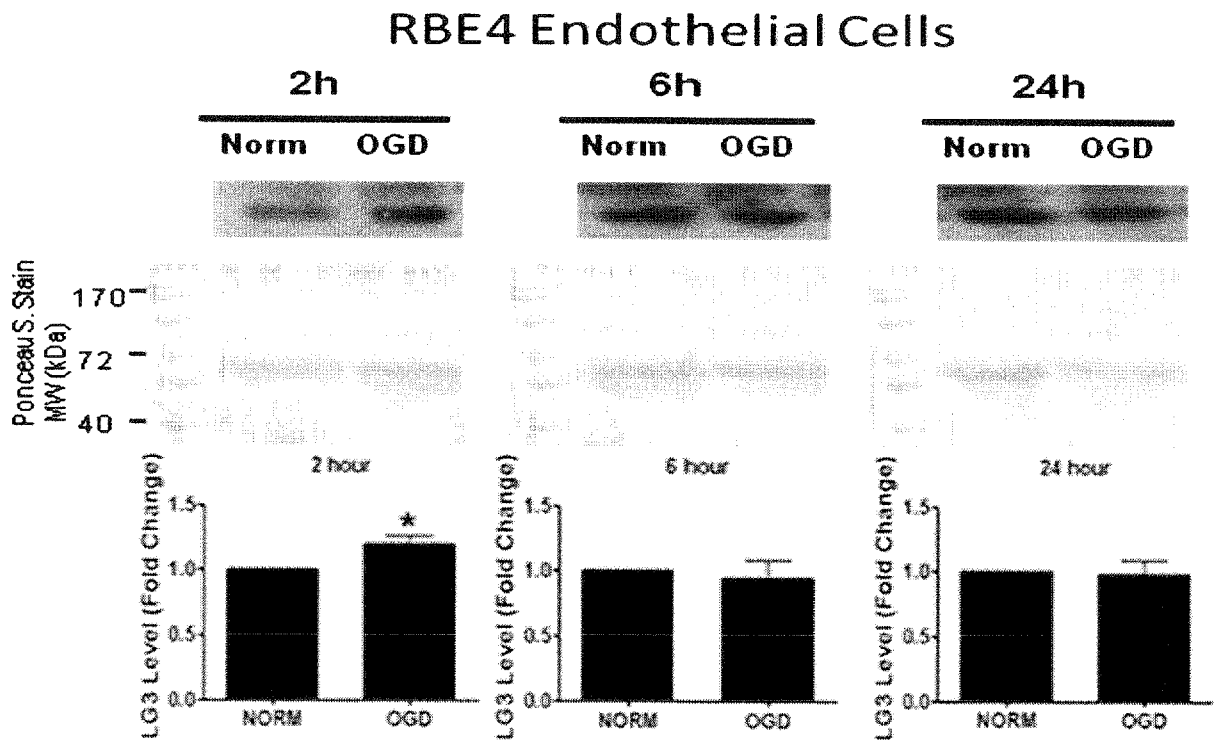 RBE4 Endothelial Cells
2h 6h 24h
Norm OGD Norm OGD Norm OGD
Ponceau S. Stain
MW(kDa)
170
72
40
2 hour 6 hour 24 hour
LG3 Level (Fold Change)
1.5
1.0
0.5
0.0
NORM OGD
LG3 Level (Fold Change)
1.5
1.0
0.5
0.0
NORM OGD
LG3 Level (Fold Change)
1.5
1.0
0.5
0.0
NORM OGD
*